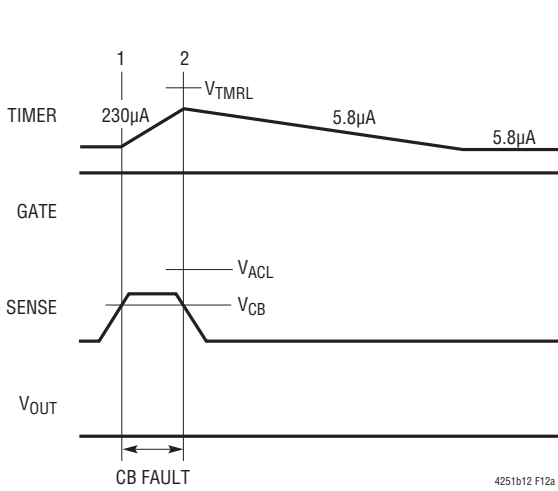 1 2
VTMRL
TIMER 230µA 5.8µA 5.8µA
GATE
VACL
SENSE VCB
VOUT
CB FAULT
4251b12 F12a